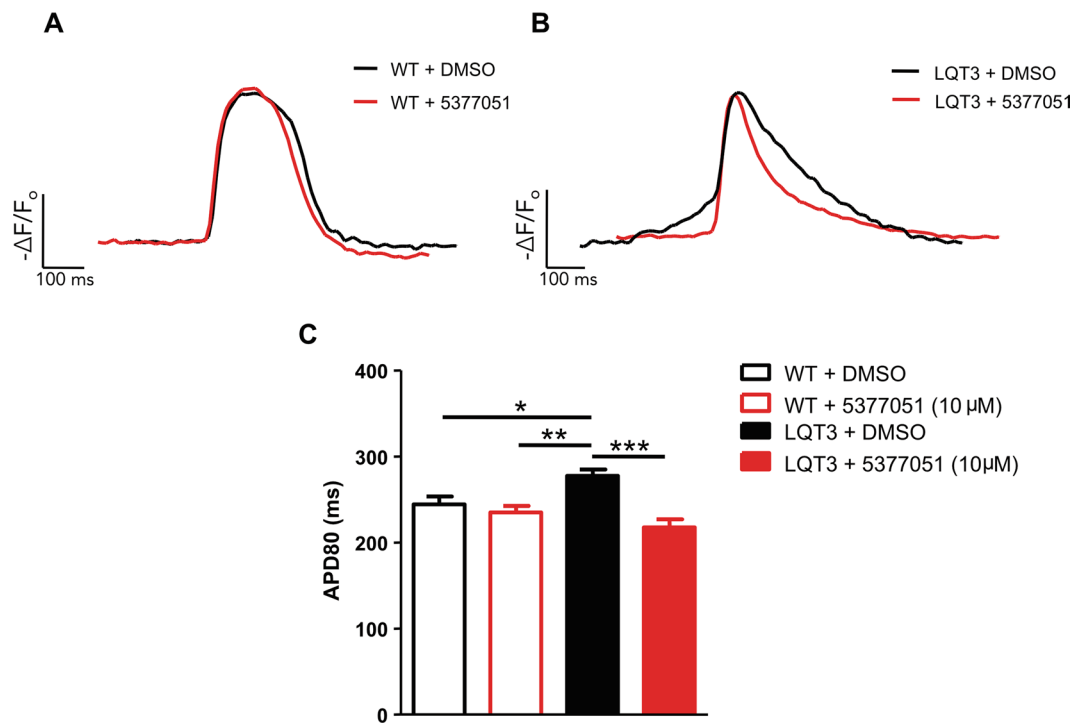 A
WT + DMSO
WT + 5377051
-ΔF/Fo
100 ms
B
LQT3 + DMSO
LQT3 + 5377051
-ΔF/Fo
100 ms
C
400
300
200
100
0
APD80 (ms)
*
**
***
WT + DMSO
WT + 5377051 (10 µM)
LQT3 + DMSO
LQT3 + 5377051 (10µM)